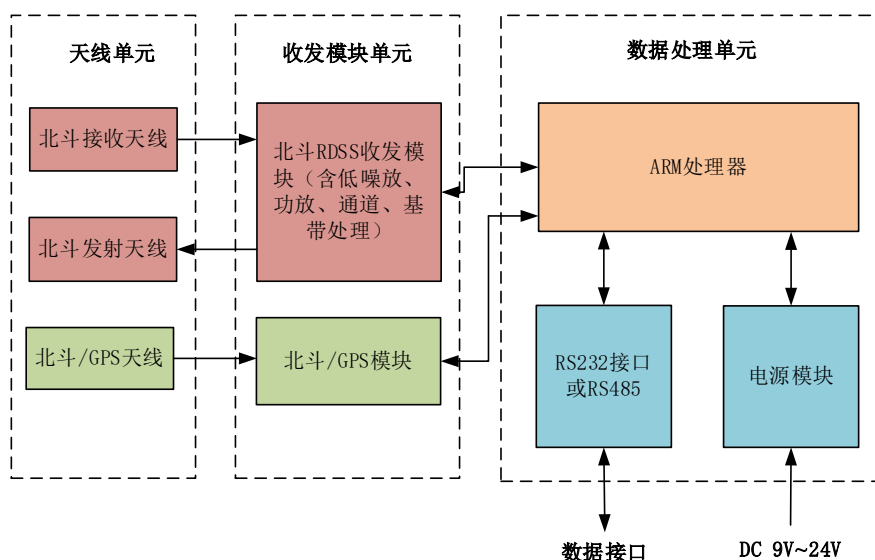 天线单元
收发模块单元
数据处理单元
北斗接收天线
北斗发射天线
北斗/GPS天线
北斗RDSS收发模
块（含低噪放、
功放、通道、基
带处理）
北斗/GPS模块
ARM处理器
RS232接口
或RS485
电源模块
数据接口
DC 9V~24V